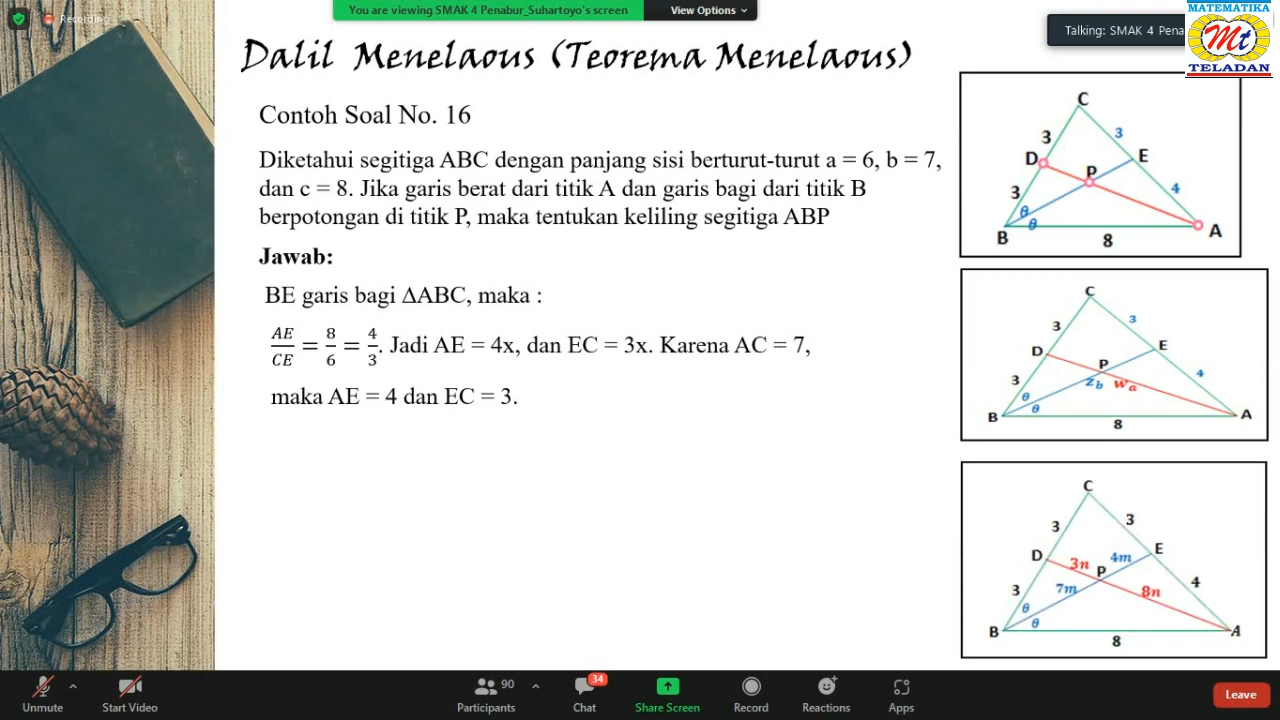 Recording
You are viewing SMAK 4 Penabur_Suhartoyo's screen
View Options
Talking: SMAK 4 Pena
MATEMATIKA
Mt
TELADAN
Dalil Menelaous (Teorema Menelaous)
Contoh Soal No. 16
Diketahui segitiga ABC dengan panjang sisi berturut-turut a = 6, b = 7,
dan c = 8. Jika garis berat dari titik A dan garis bagi dari titik B
berpotongan di titik P, maka tentukan keliling segitiga ABP
Jawab:
BE garis bagi ΔABC, maka :
AE/CE = 8/6 = 4/3. Jadi AE = 4x, dan EC = 3x. Karena AC = 7,
maka AE = 4 dan EC = 3.
C
3 3
D E
P
3 4
θ
θ
B A
8
C
3 3
D E
P
z_b w_a
3 4
θ
θ
B A
8
C
3 3
D 3n 4m E
P
3 7m 8n 4
θ
θ
B A
8
Unmute
Start Video
90
Participants
34
Chat
Share Screen
Record
Reactions
Apps
Leave